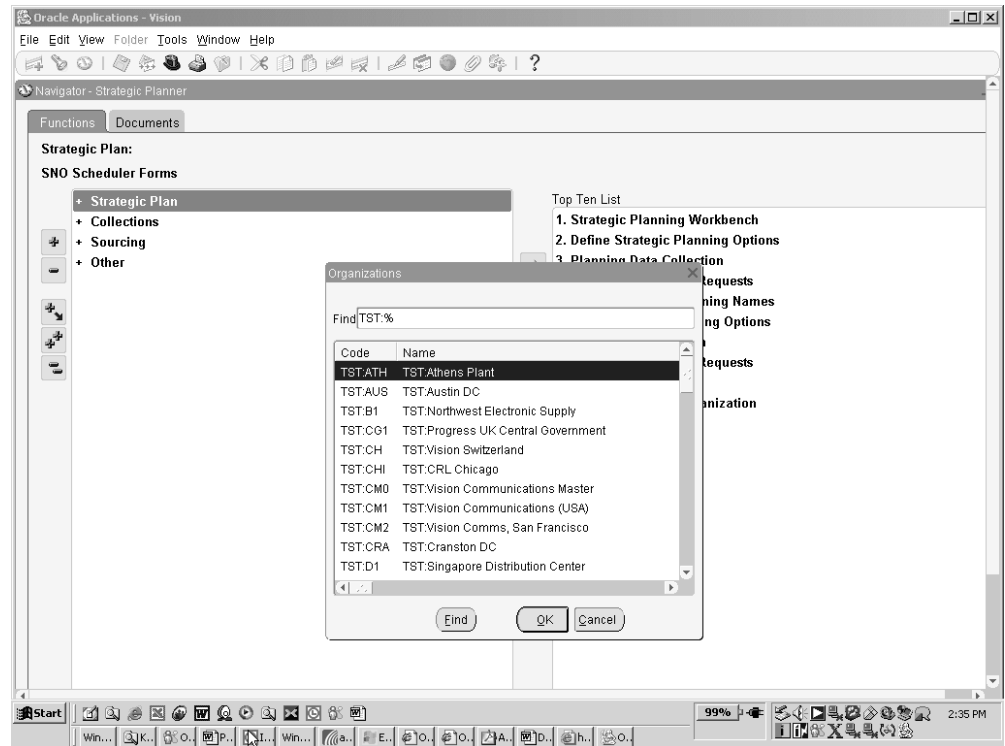 Oracle Applications - Vision
File Edit View Folder Tools Window Help
?
Navigator - Strategic Planner
Functions Documents
Strategic Plan:
SNO Scheduler Forms
+ Strategic Plan
+ Collections
+ Sourcing
+ Other
Top Ten List
1. Strategic Planning Workbench
2. Define Strategic Planning Options
3. Planning Data Collection
Requests
ning Names
ng Options
Requests
anization
Organizations
Find TST:%
Code Name
TST:ATH TST:Athens Plant
TST:AUS TST:Austin DC
TST:B1 TST:Northwest Electronic Supply
TST:CG1 TST:Progress UK Central Government
TST:CH TST:Vision Switzerland
TST:CHI TST:CRL Chicago
TST:CM0 TST:Vision Communications Master
TST:CM1 TST:Vision Communications (USA)
TST:CM2 TST:Vision Comms, San Francisco
TST:CRA TST:Cranston DC
TST:D1 TST:Singapore Distribution Center
Find OK Cancel
Start 99% 2:35 PM
Win... K... O... P... I... Win... a... E... O... O... A... D... h... O...